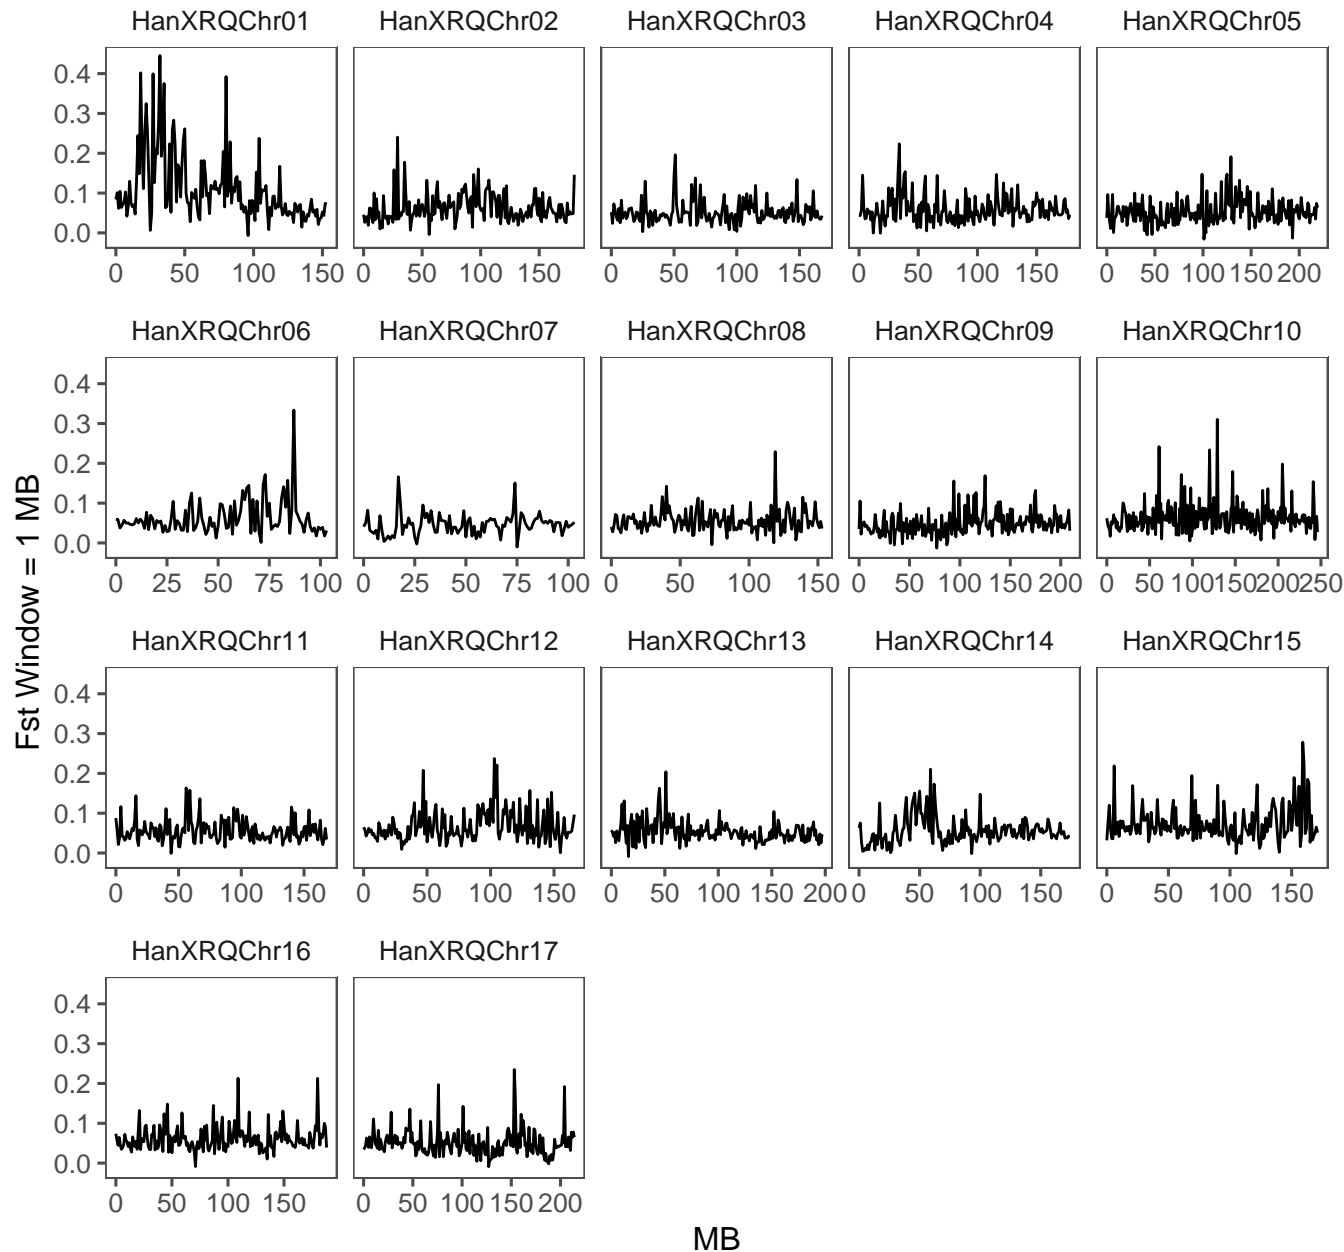 HanXRQChr01 HanXRQChr02 HanXRQChr03 HanXRQChr04 HanXRQChr05
0.4
0.3
0.2
0.1
0.0
0 50 100 150 0 50 100 150 0 50 100 150 0 50 100 150 0 50 100 150 200
HanXRQChr06 HanXRQChr07 HanXRQChr08 HanXRQChr09 HanXRQChr10
0.4
0.3
0.2
0.1
0.0
0 25 50 75 100 0 25 50 75 100 0 50 100 150 0 50 100 150 200 0 50 100 150 200 250
Fst Window = 1 MB
HanXRQChr11 HanXRQChr12 HanXRQChr13 HanXRQChr14 HanXRQChr15
0.4
0.3
0.2
0.1
0.0
0 50 100 150 0 50 100 150 0 50 100 150 200 0 50 100 150 0 50 100 150
HanXRQChr16 HanXRQChr17
0.4
0.3
0.2
0.1
0.0
0 50 100 150 0 50 100 150 200
MB